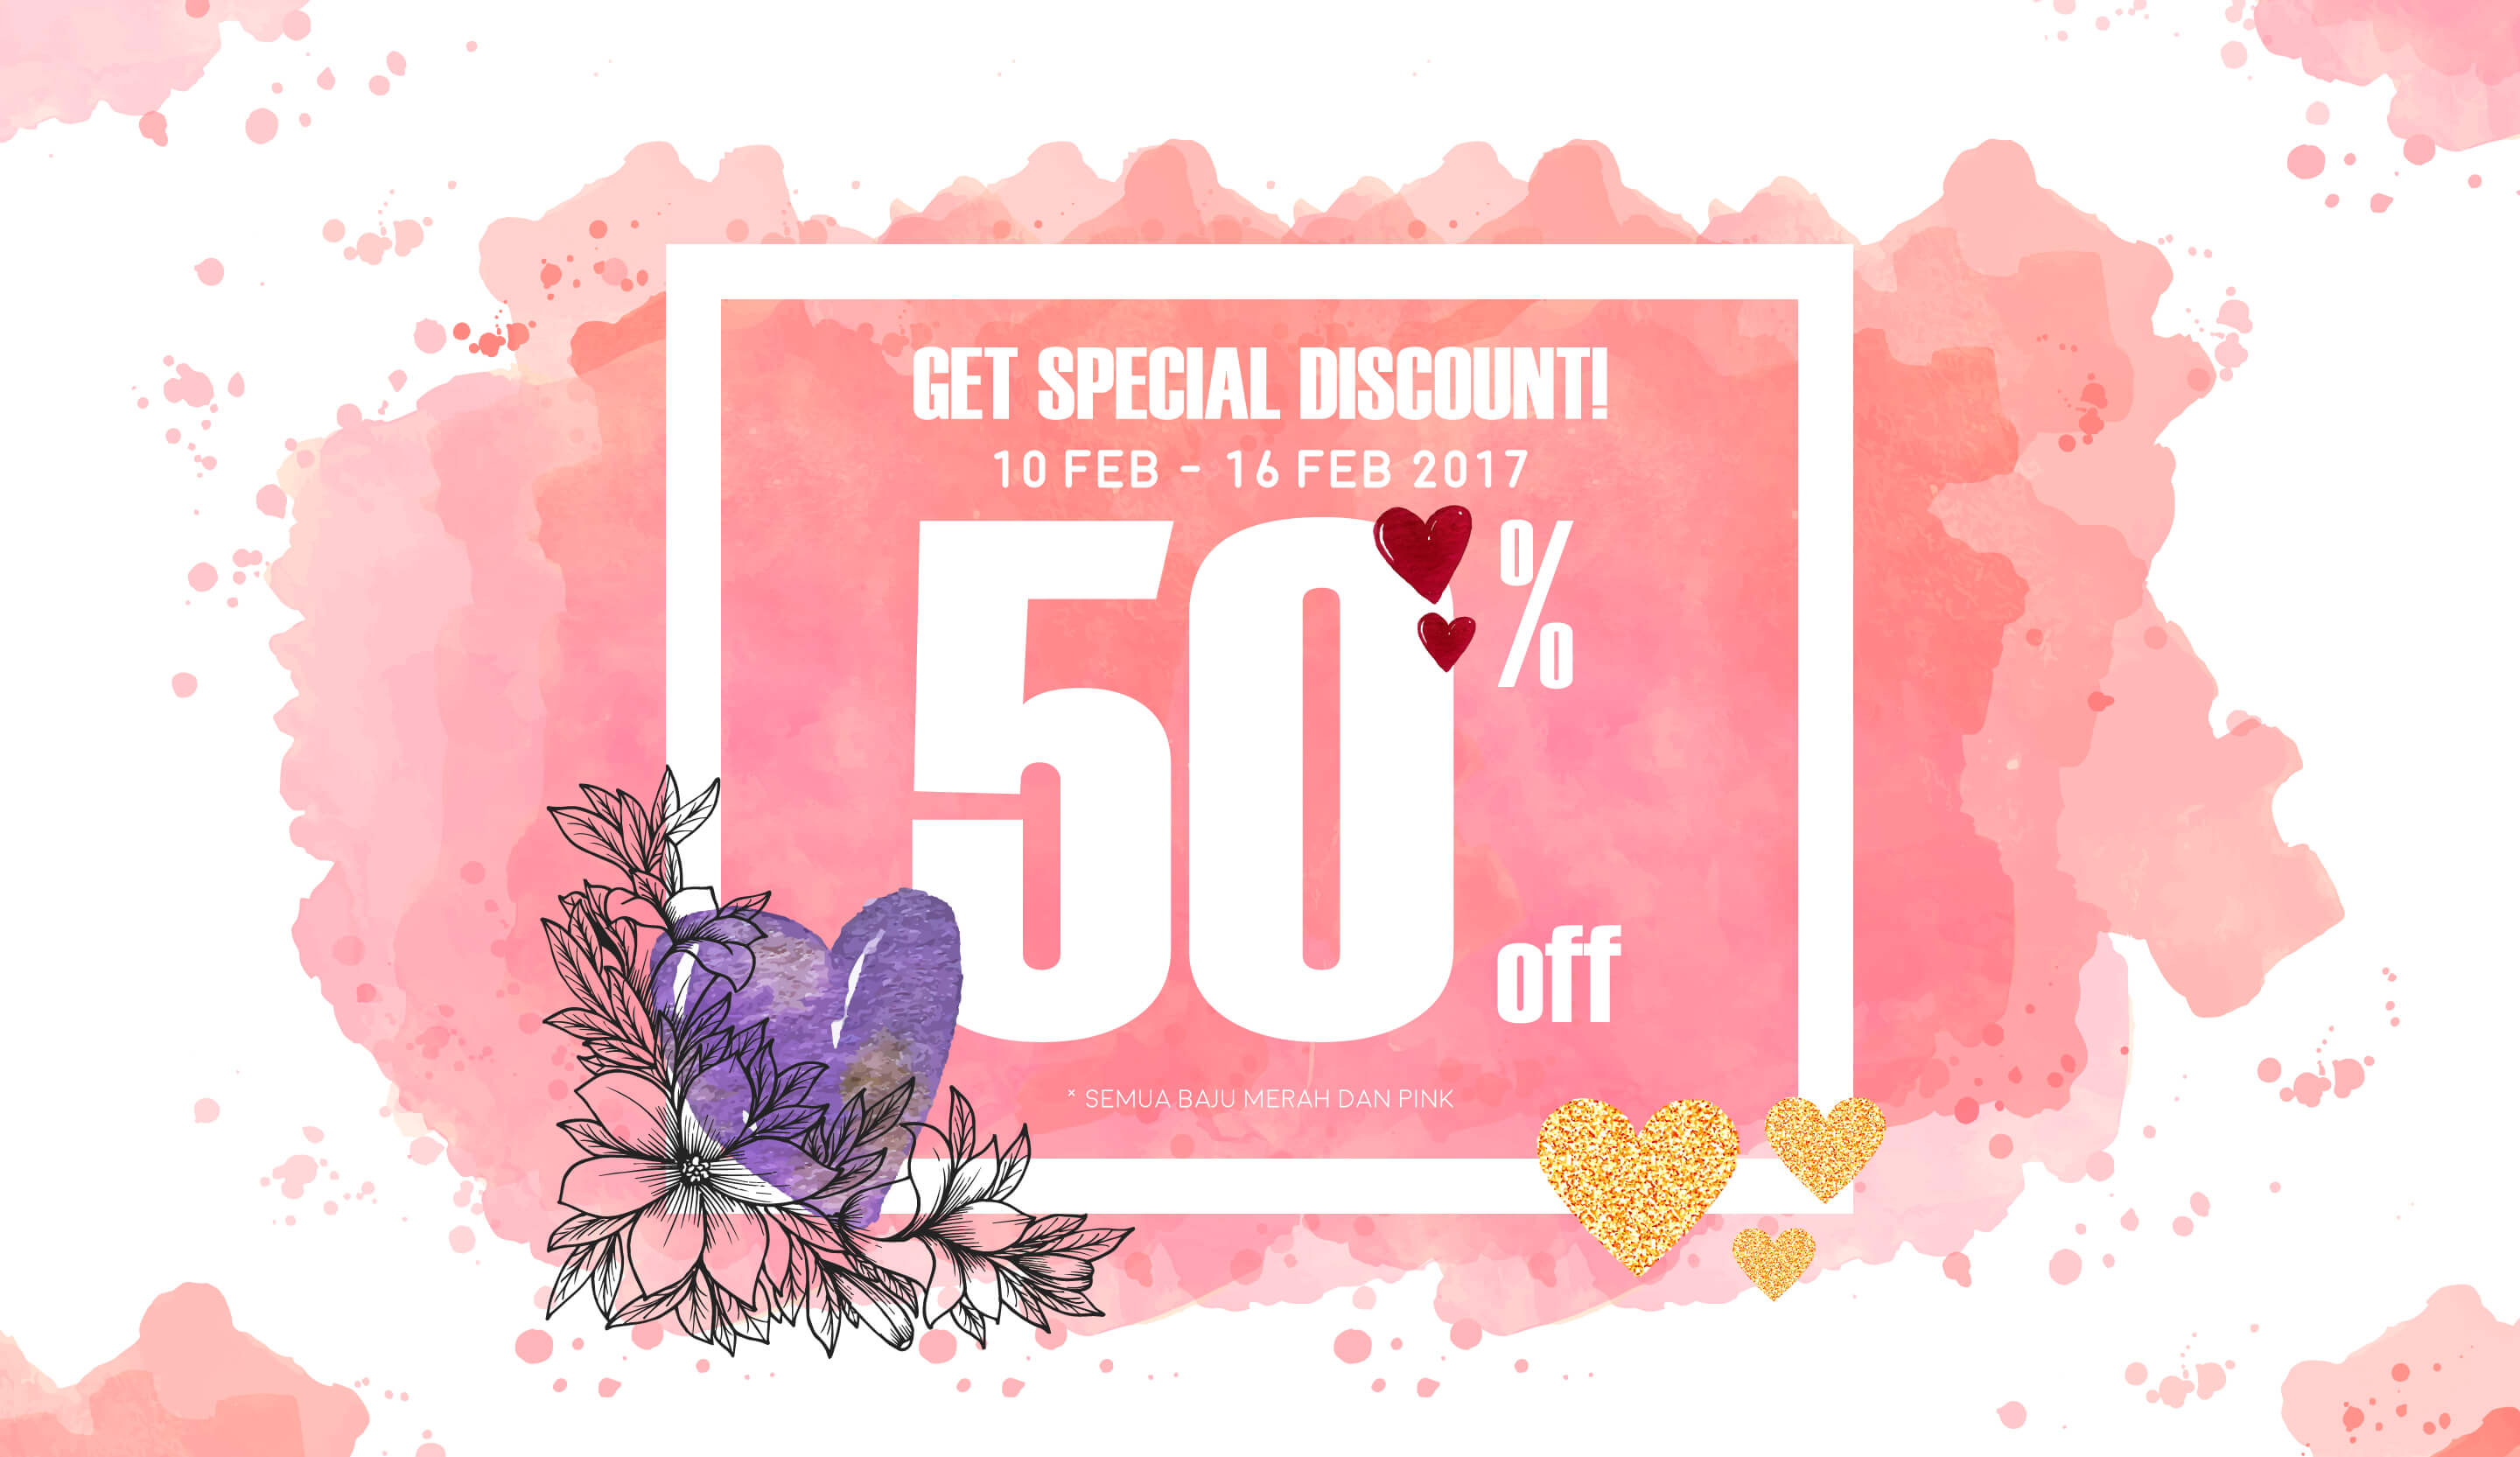 GET SPECIAL DISCOUNT!
10 FEB - 16 FEB 2017
50%
off
* SEMUA BAJU MERAH DAN PINK